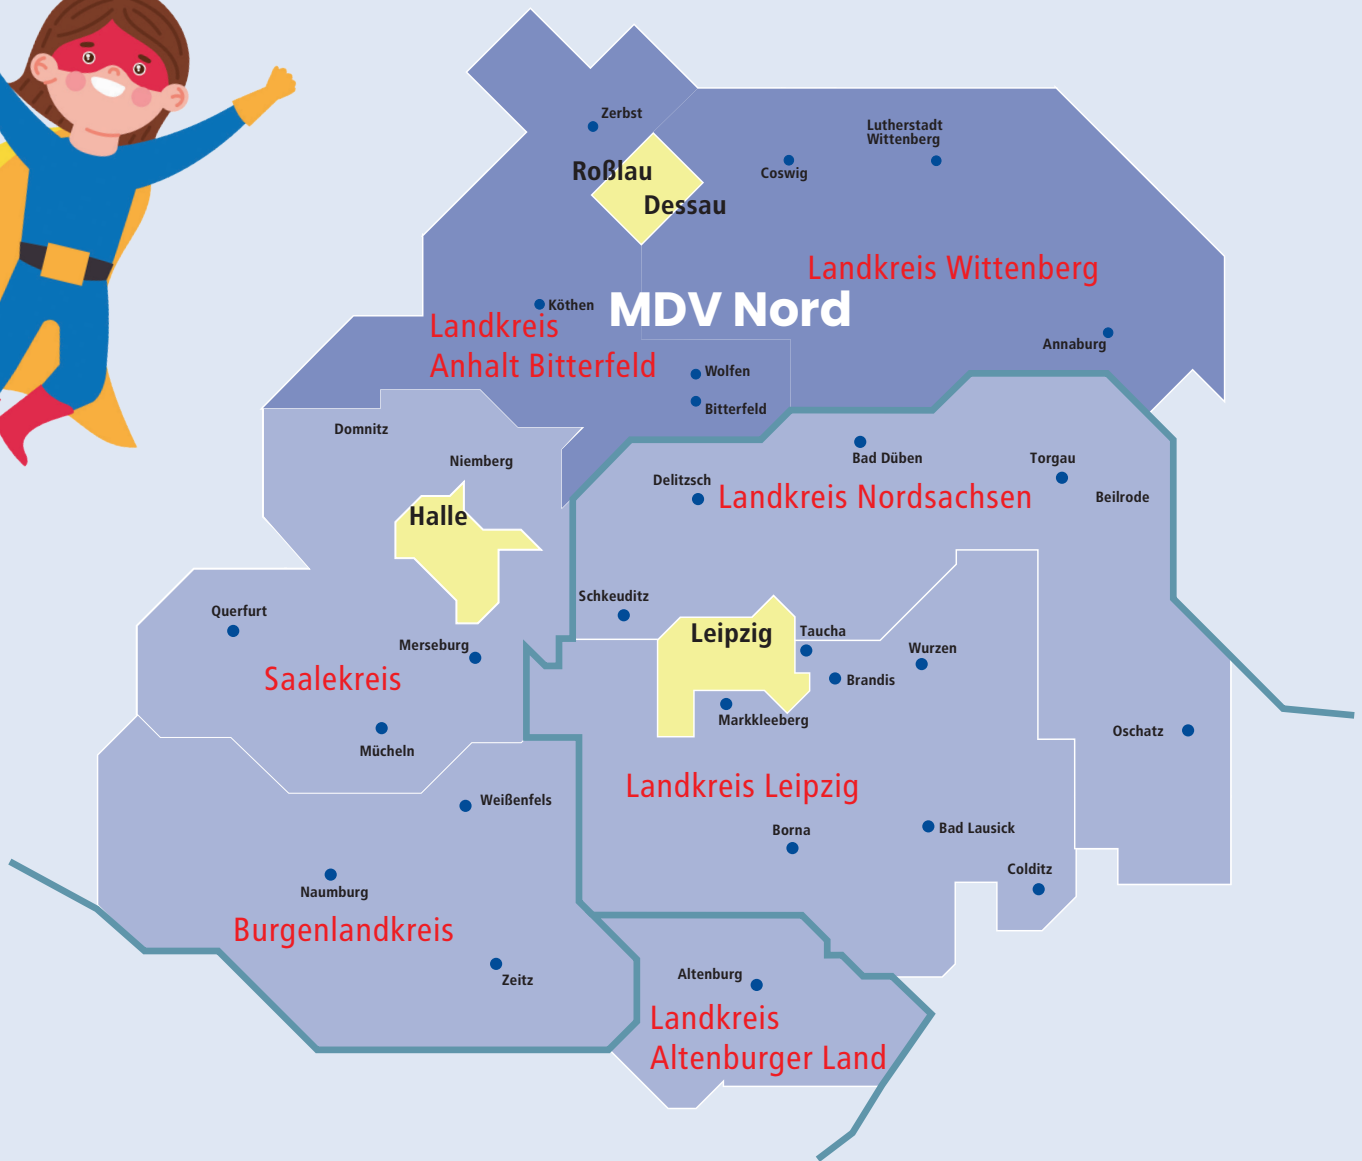 Zerbst
Lutherstadt
Wittenberg
Coswig
Roßlau
Dessau
Landkreis Wittenberg
Köthen
MDV Nord
Landkreis
Anhalt Bitterfeld
Annaburg
Wolfen
Bitterfeld
Domnitz
Niemberg
Bad Düben
Torgau
Delitzsch
Landkreis Nordsachsen
Beilrode
Halle
Schkeuditz
Querfurt
Leipzig
Taucha
Merseburg
Wurzen
Saalekreis
Brandis
Markkleeberg
Oschatz
Mücheln
Landkreis Leipzig
Weißenfels
Borna
Bad Lausick
Colditz
Naumburg
Burgenlandkreis
Zeitz
Altenburg
Landkreis
Altenburger Land